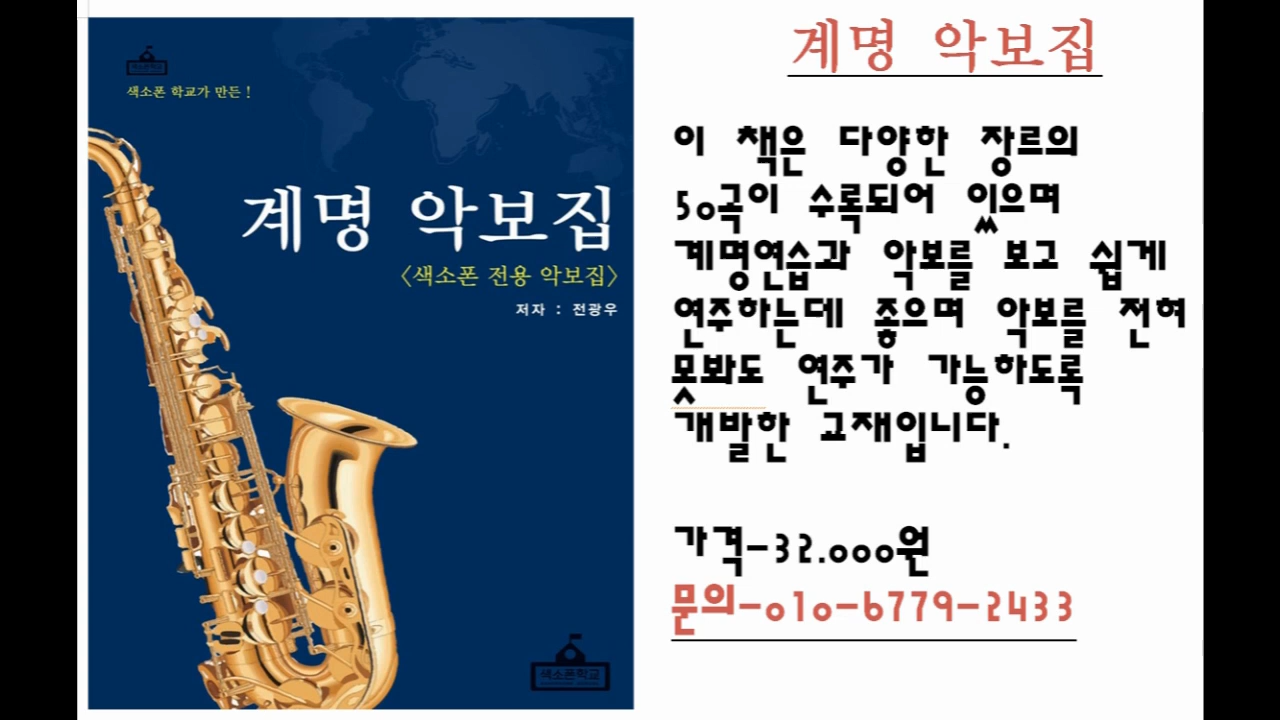 색소폰학교
색소폰 학교가 만든 !
계명 악보집
<색소폰 전용 악보집>
저자 : 전광우
색소폰학교
계명 악보집
이 책은 다양한 장르의
50곡이 수록되어 있으며
계명연습과 악보를 보고 쉽게
연주하는데 좋으며 악보를 전혀
못봐도 연주가 가능하도록
개발한 교재입니다.
가격-32.000원
문의-010-6779-2433